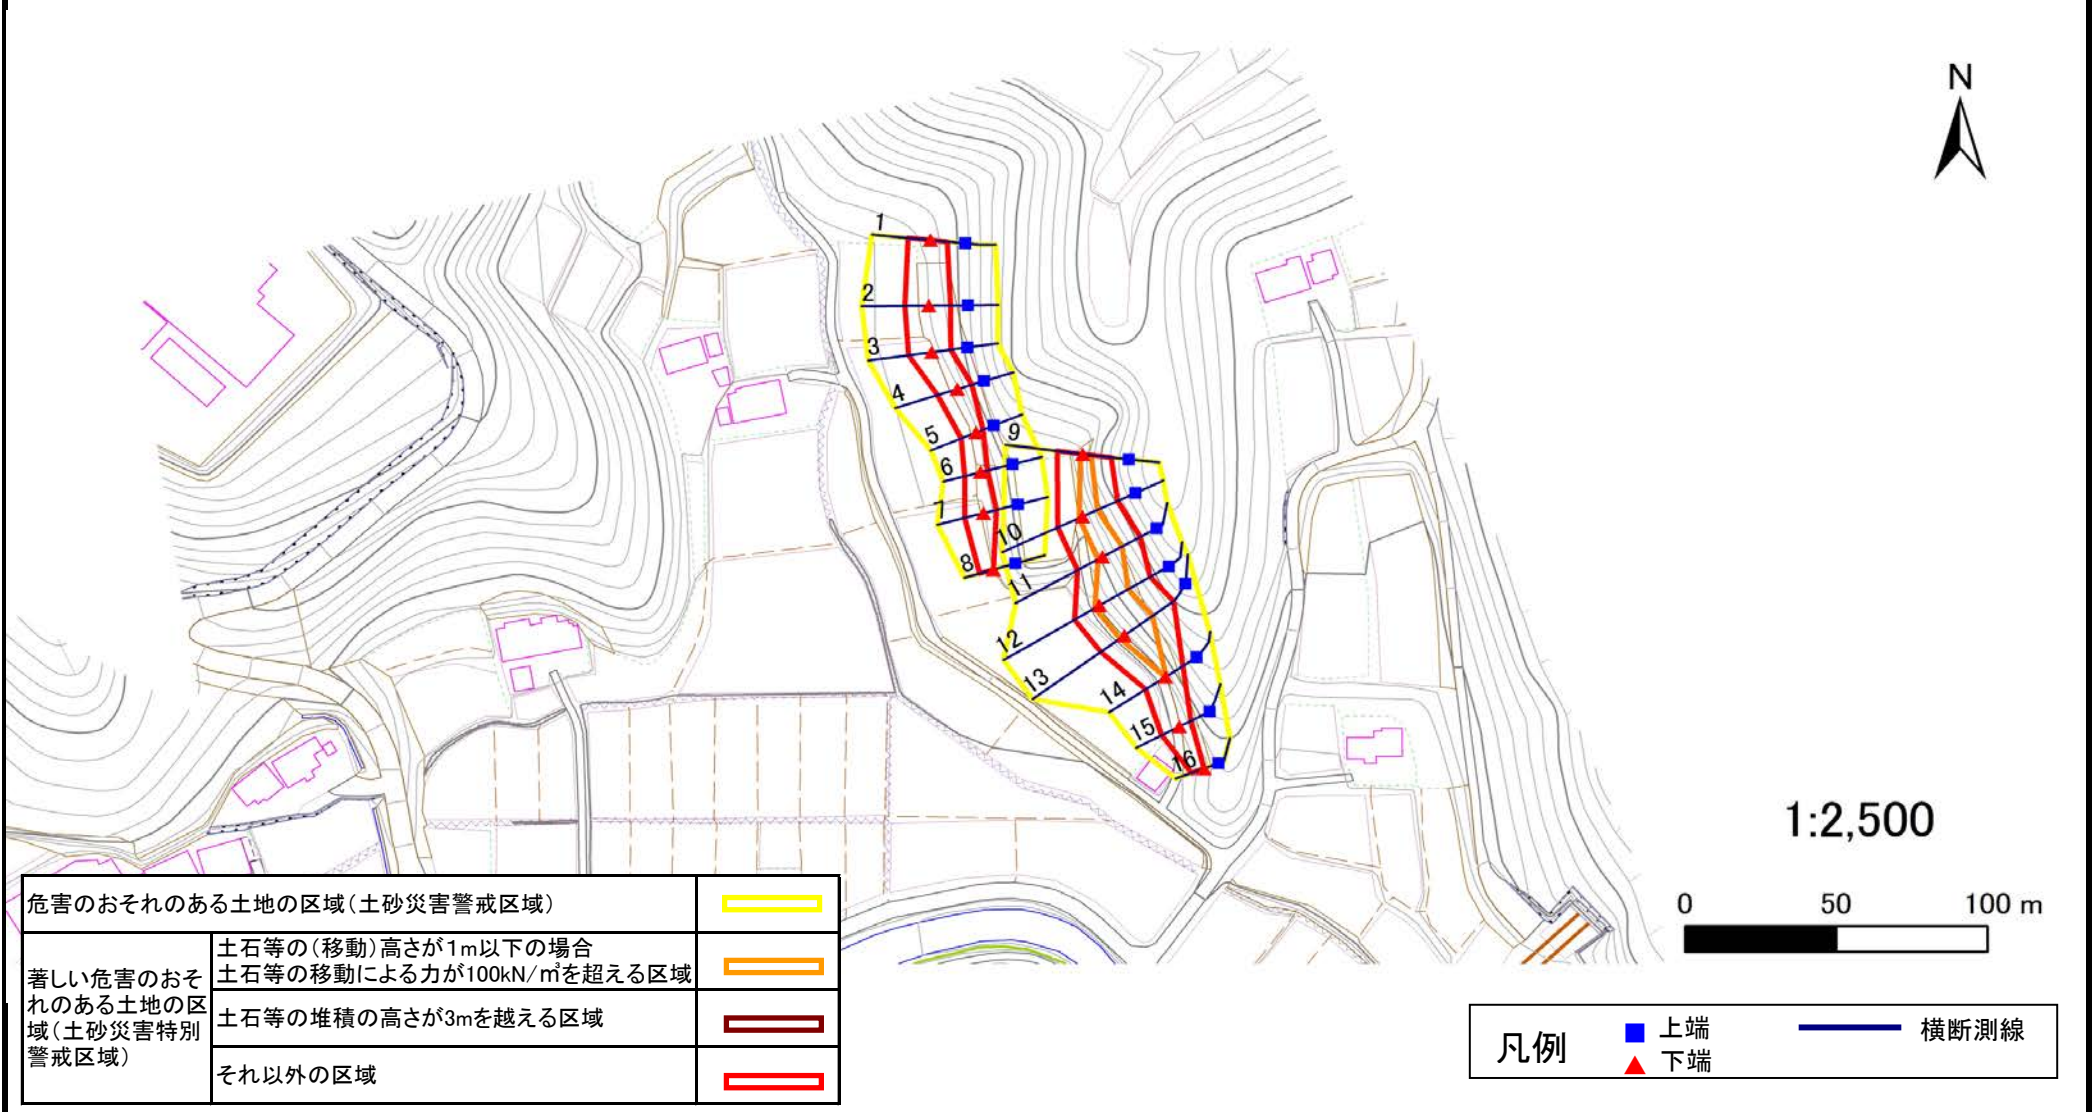 N
1
2
3
4
5
6
7
8
9
10
11
12
13
14
15
16
1:2,500
0 50 100 m
危害のおそれのある土地の区域(土砂災害警戒区域)
著しい危害のおそ
れのある土地の区
域(土砂災害特別
警戒区域)
土石等の(移動)高さが1m以下の場合
土石等の移動による力が100kN/㎡を超える区域
土石等の堆積の高さが3mを越える区域
それ以外の区域
凡例
上端
下端
横断測線